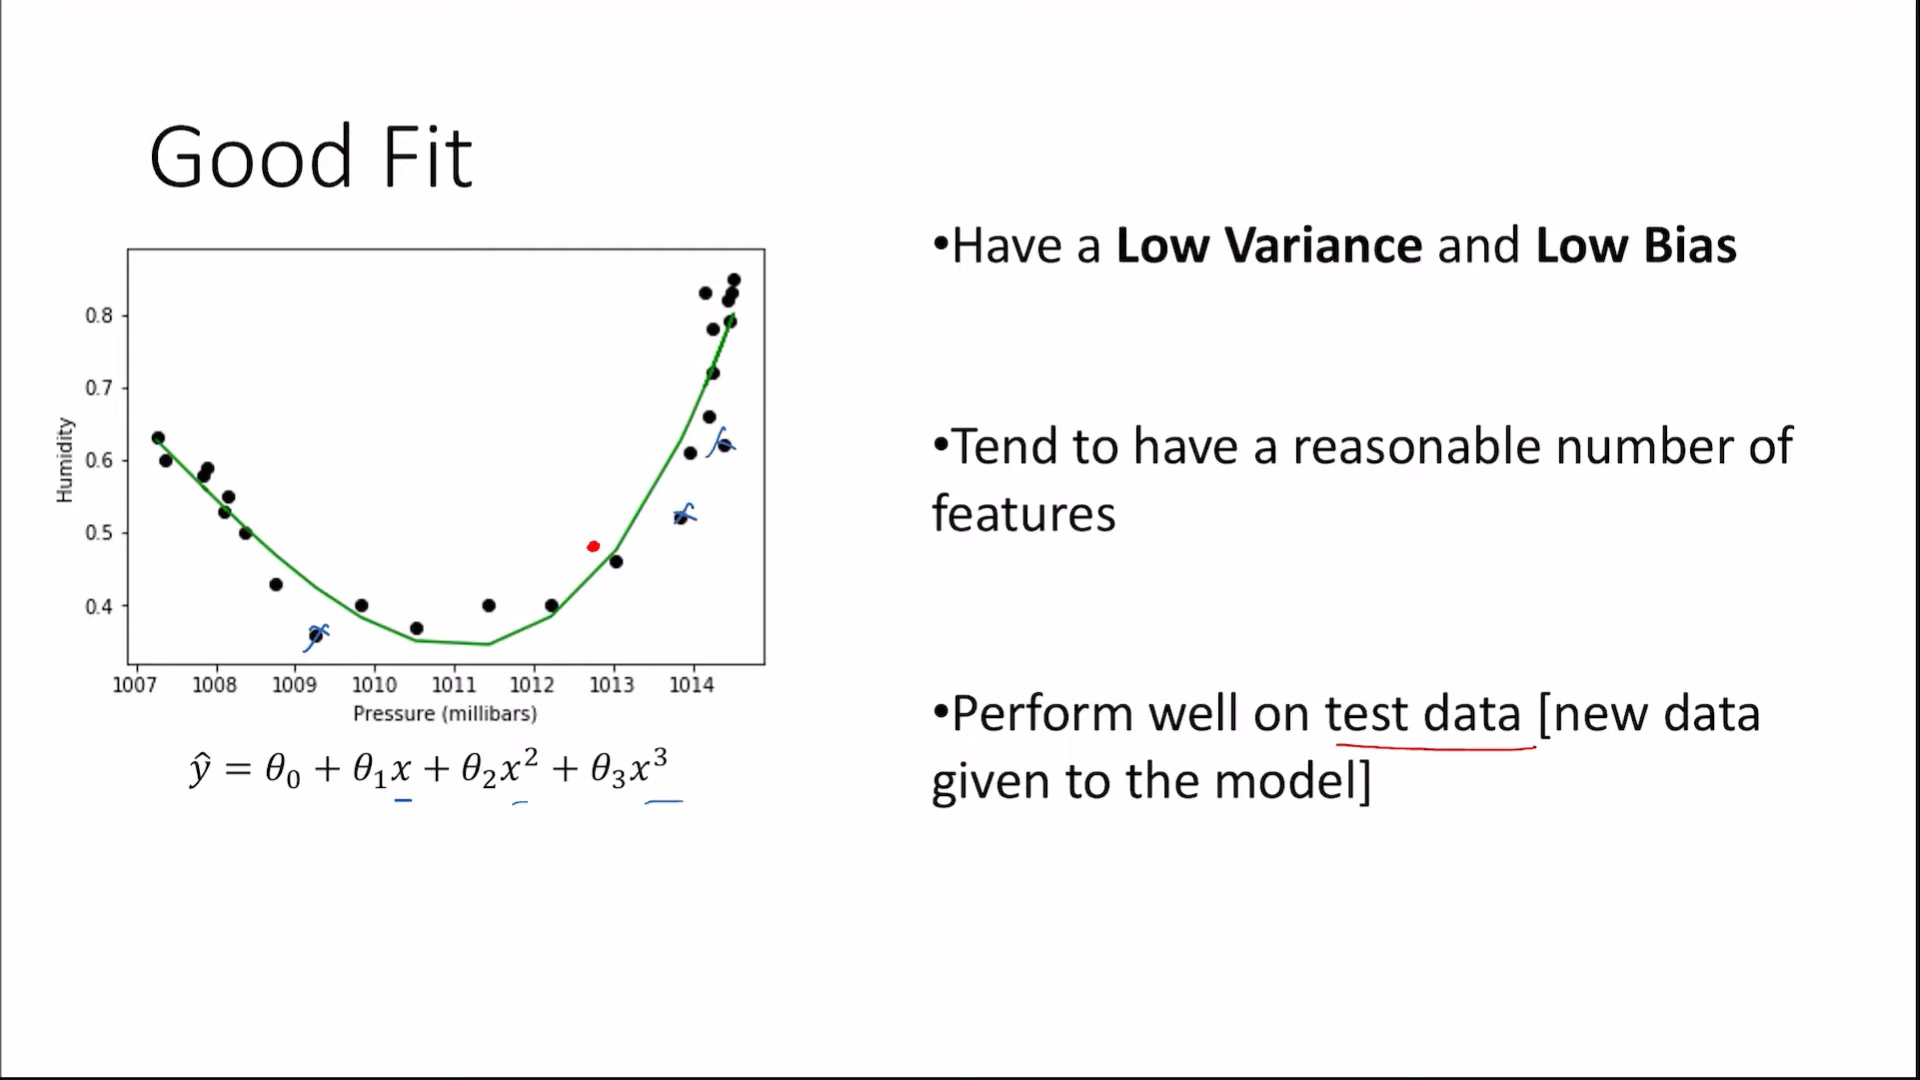 Good Fit
0.8
0.7
0.6
0.5
0.4
Humidity
1007 1008 1009 1010 1011 1012 1013 1014
Pressure (millibars)
ŷ = θ₀ + θ₁x + θ₂x² + θ₃x³
•Have a Low Variance and Low Bias
•Tend to have a reasonable number of
features
•Perform well on test data [new data
given to the model]